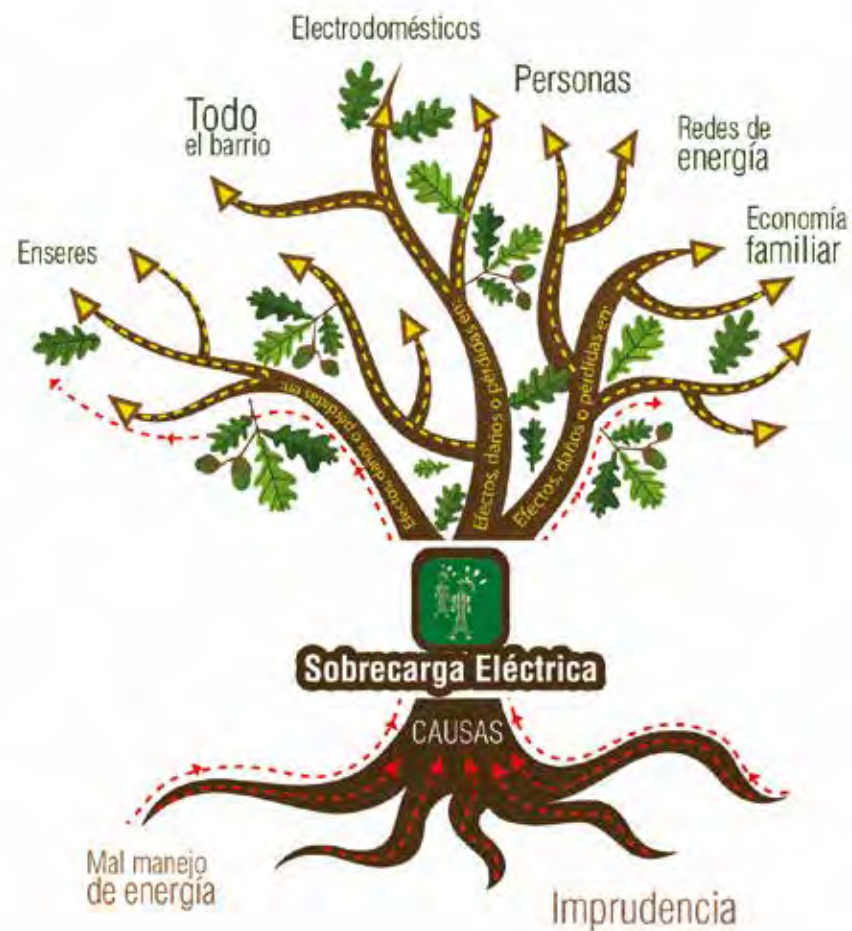 Electrodomésticos
Personas
Todo
el barrio
Redes de
energía
Economía
familiar
Enseres
Efectos, daños o pérdidas en:
Efectos, daños o pérdidas en:
Efectos, daños o pérdidas en:
Sobrecarga Eléctrica
CAUSAS
Mal manejo
de energía
Imprudencia